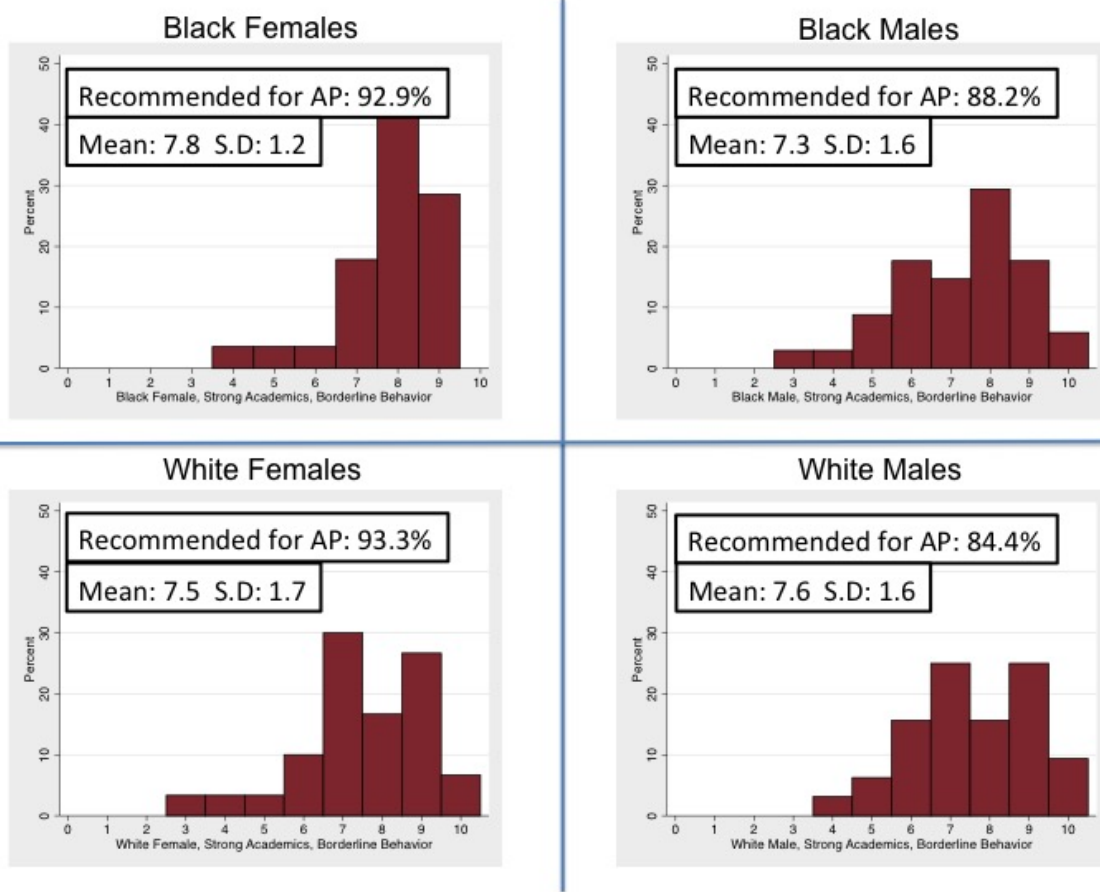 Black Females
50
Recommended for AP: 92.9%
40
Mean: 7.8 S.D: 1.2
Percent
30
20
10
0
0 1 2 3 4 5 6 7 8 9 10
Black Female, Strong Academics, Borderline Behavior
Black Males
50
Recommended for AP: 88.2%
40
Mean: 7.3 S.D: 1.6
Percent
30
20
10
0
0 1 2 3 4 5 6 7 8 9 10
Black Male, Strong Academics, Borderline Behavior
White Females
50
Recommended for AP: 93.3%
40
Mean: 7.5 S.D: 1.7
Percent
30
20
10
0
0 1 2 3 4 5 6 7 8 9 10
White Female, Strong Academics, Borderline Behavior
White Males
50
Recommended for AP: 84.4%
40
Mean: 7.6 S.D: 1.6
Percent
30
20
10
0
0 1 2 3 4 5 6 7 8 9 10
White Male, Strong Academics, Borderline Behavior